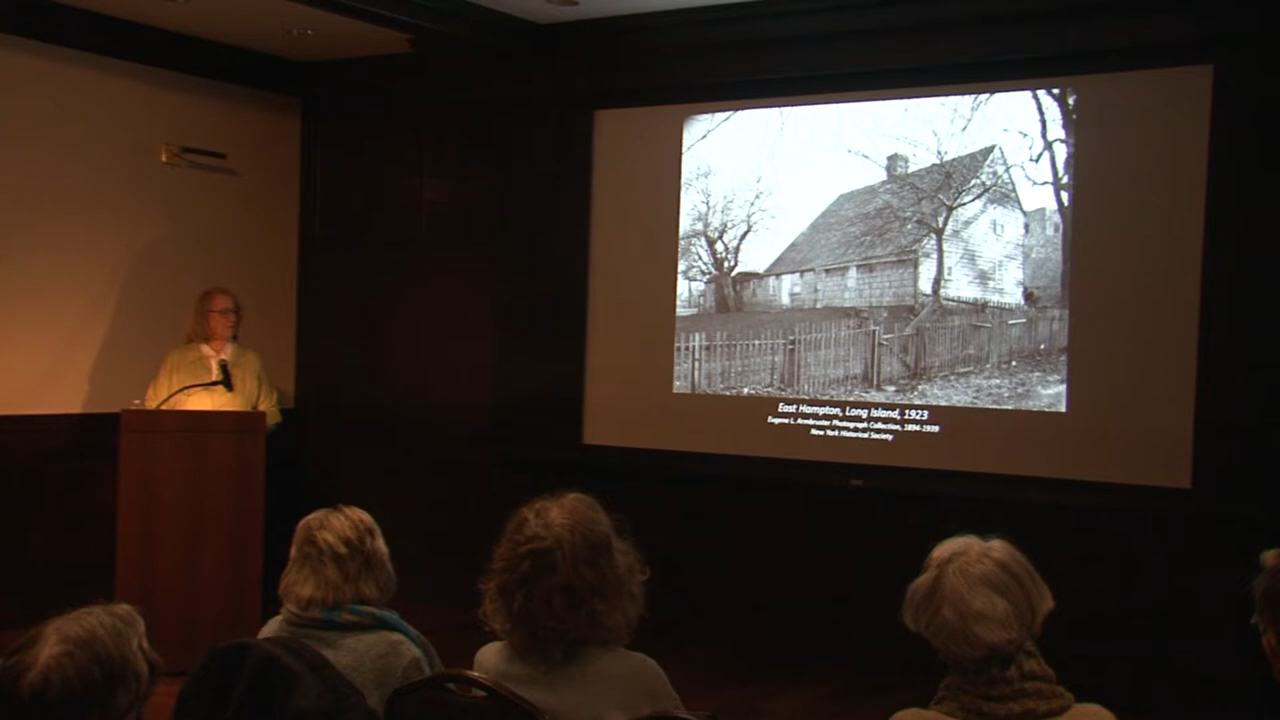 East Hampton, Long Island, 1923
Eugene L. Armbruster Photograph Collection, 1894-1939
New York Historical Society